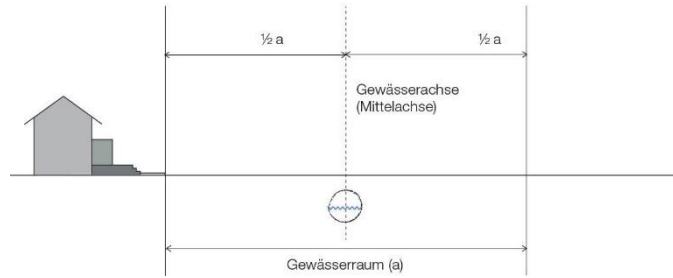 ½ a
½ a
Gewässerachse
(Mittelachse)
Gewässerraum (a)